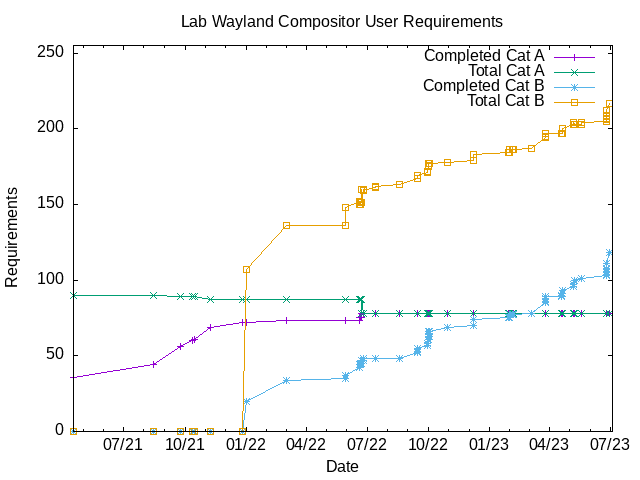 Lab Wayland Compositor User Requirements
250
200
150
100
50
0
Requirements
Completed Cat A
Total Cat A
Completed Cat B
Total Cat B
07/21 10/21 01/22 04/22 07/22 10/22 01/23 04/23 07/23
Date